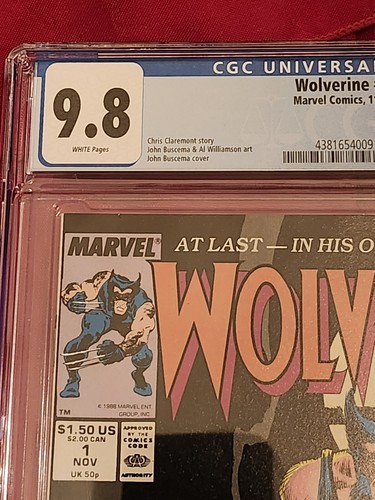 CGC UNIVERSA
9.8
WHITE Pages
Wolverine #
Marvel Comics, 1
Chris Claremont story
John Buscema & Al Williamson art
John Buscema cover
4381654009
MARVEL®
AT LAST — IN HIS O
WOLV
TM
© 1988 MARVEL ENT.
GROUP, INC.
$1.50 US
$2.00 CAN
1
NOV
UK 50p
APPROVED
BY THE
COMICS
CODE
CA
AUTHORITY